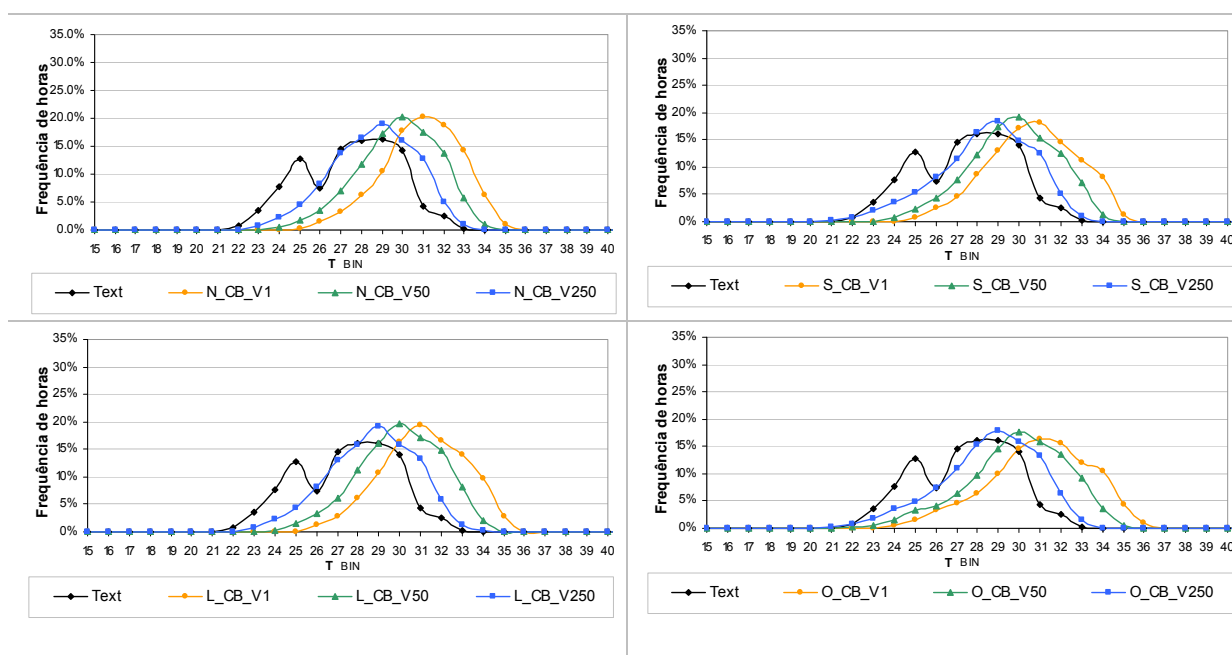 35.0%
30.0%
25.0%
20.0%
15.0%
10.0%
5.0%
0.0%
Frequência de horas
15 16 17 18 19 20 21 22 23 24 25 26 27 28 29 30 31 32 33 34 35 36 37 38 39 40
T BIN
Text N_CB_V1 N_CB_V50 N_CB_V250
35%
30%
25%
20%
15%
10%
5%
0%
Frequência de horas
15 16 17 18 19 20 21 22 23 24 25 26 27 28 29 30 31 32 33 34 35 36 37 38 39 40
T BIN
Text S_CB_V1 S_CB_V50 S_CB_V250
35%
30%
25%
20%
15%
10%
5%
0%
Frequência de horas
15 16 17 18 19 20 21 22 23 24 25 26 27 28 29 30 31 32 33 34 35 36 37 38 39 40
T BIN
Text L_CB_V1 L_CB_V50 L_CB_V250
35%
30%
25%
20%
15%
10%
5%
0%
Frequência de horas
15 16 17 18 19 20 21 22 23 24 25 26 27 28 29 30 31 32 33 34 35 36 37 38 39 40
T BIN
Text O_CB_V1 O_CB_V50 O_CB_V250